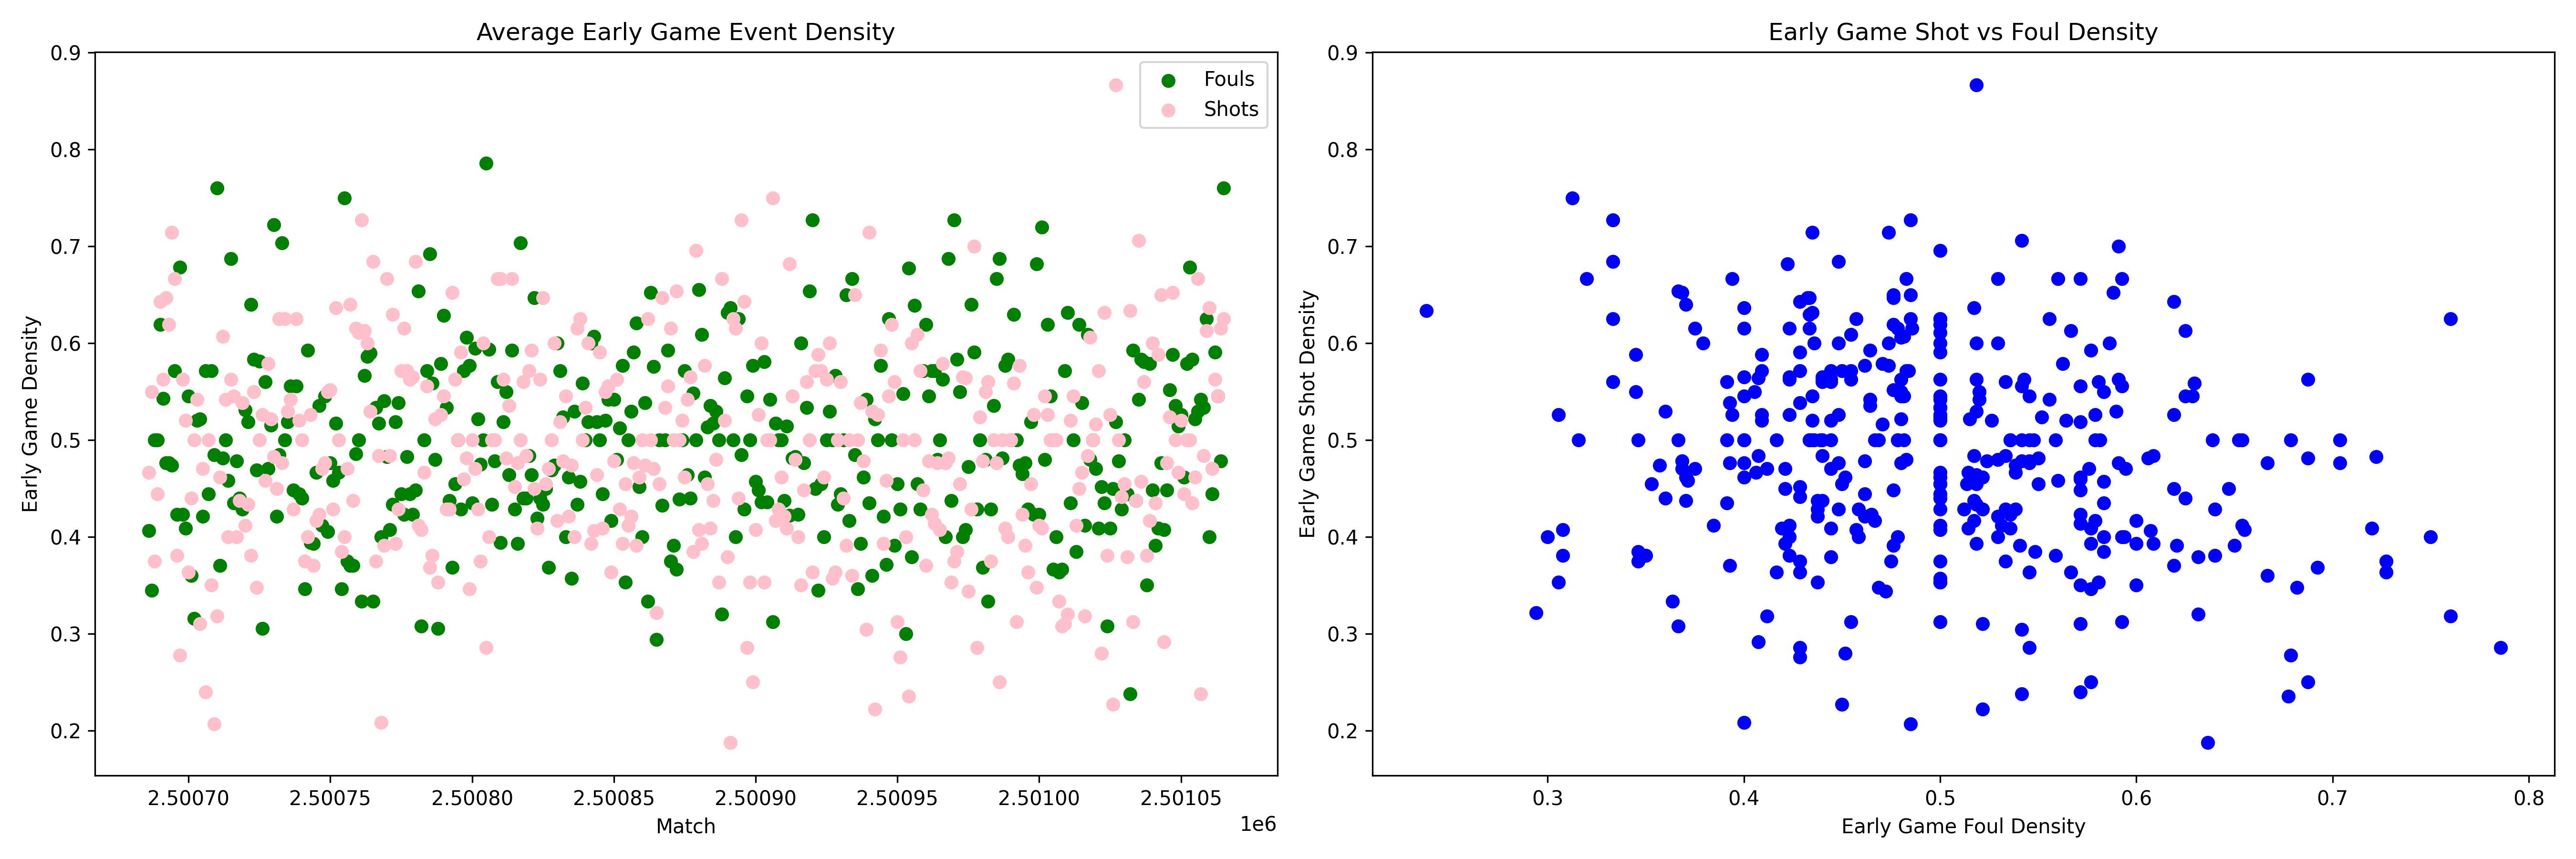 Average Early Game Event Density
Early Game Density
0.9
0.8
0.7
0.6
0.5
0.4
0.3
0.2
Fouls
Shots
2.50070 2.50075 2.50080 2.50085 2.50090 2.50095 2.50100 2.50105
1e6
Match
Early Game Shot vs Foul Density
Early Game Shot Density
0.9
0.8
0.7
0.6
0.5
0.4
0.3
0.2
0.3 0.4 0.5 0.6 0.7 0.8
Early Game Foul Density